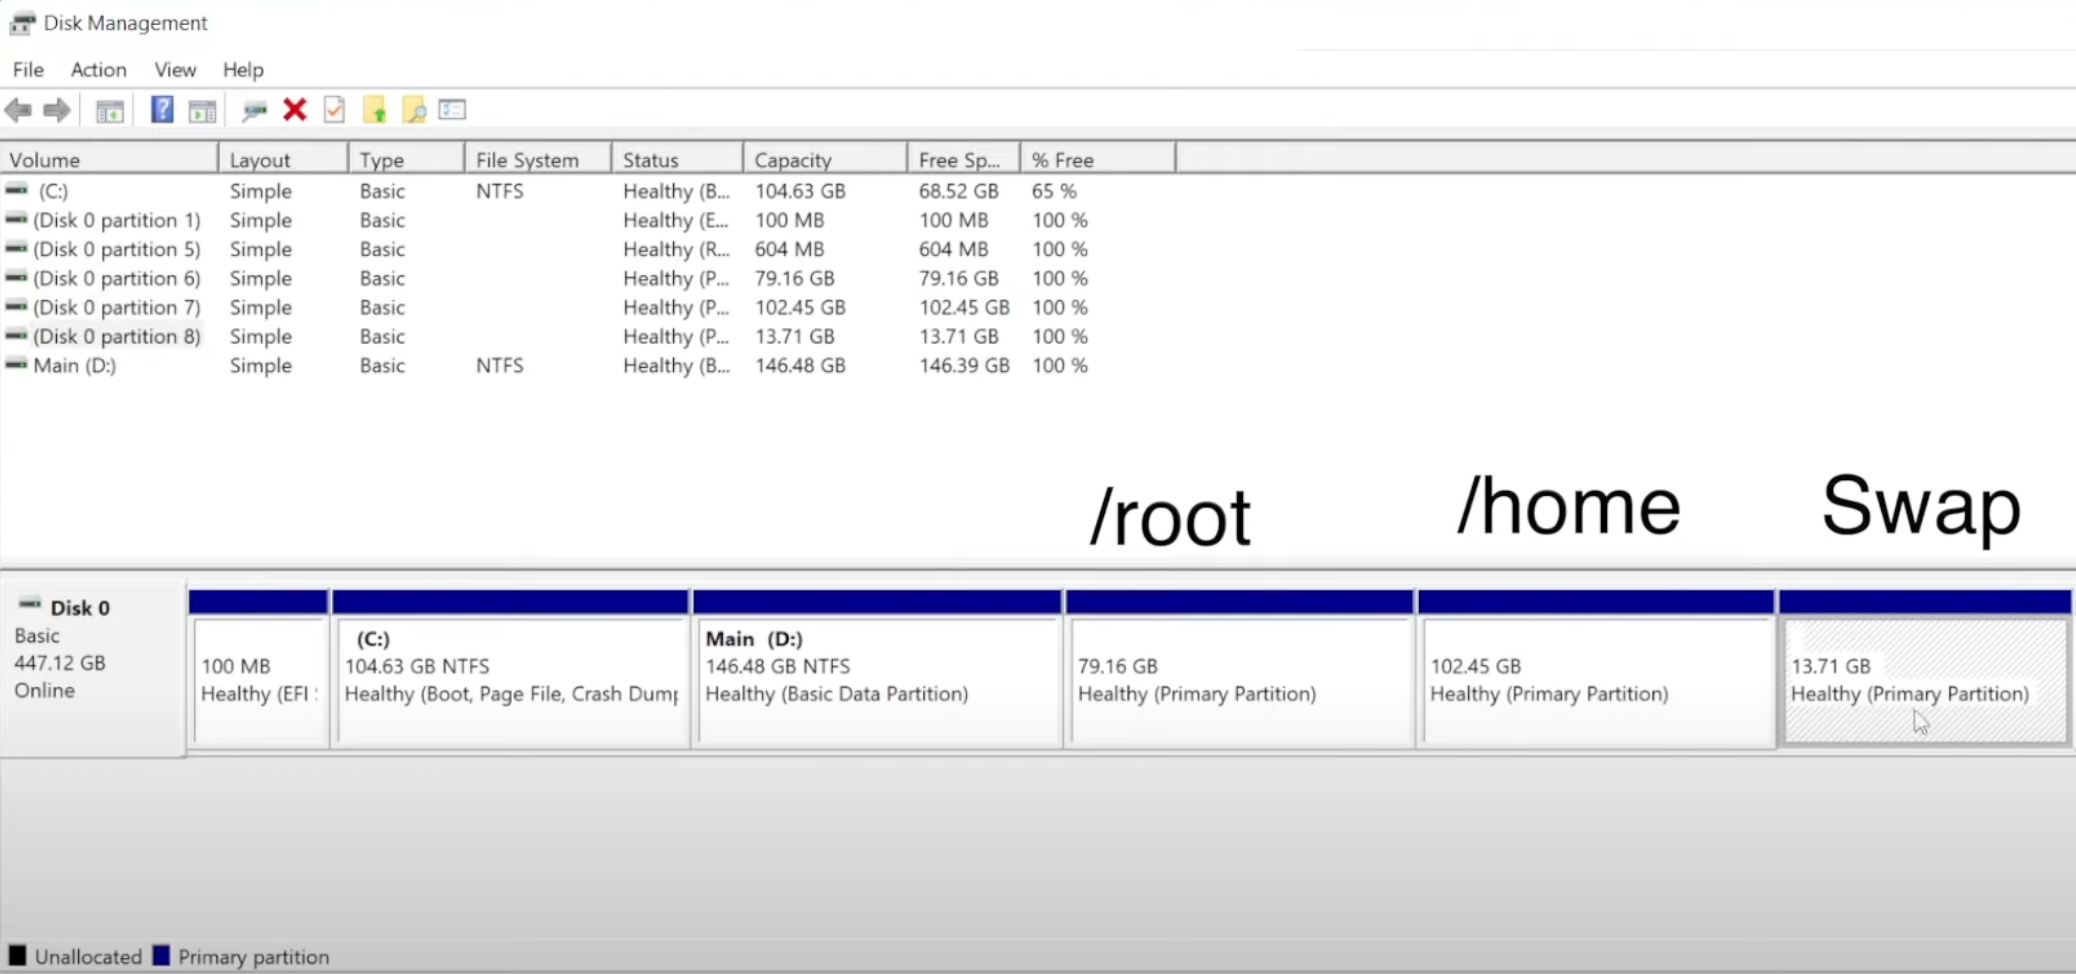 Disk Management
File Action View Help
Volume Layout Type File System Status Capacity Free Sp... % Free
(C:) Simple Basic NTFS Healthy (B... 104.63 GB 68.52 GB 65 %
(Disk 0 partition 1) Simple Basic Healthy (E... 100 MB 100 MB 100 %
(Disk 0 partition 5) Simple Basic Healthy (R... 604 MB 604 MB 100 %
(Disk 0 partition 6) Simple Basic Healthy (P... 79.16 GB 79.16 GB 100 %
(Disk 0 partition 7) Simple Basic Healthy (P... 102.45 GB 102.45 GB 100 %
(Disk 0 partition 8) Simple Basic Healthy (P... 13.71 GB 13.71 GB 100 %
Main (D:) Simple Basic NTFS Healthy (B... 146.48 GB 146.39 GB 100 %
/root /home Swap
Disk 0
Basic
447.12 GB
Online
100 MB
Healthy (EFI
(C:)
104.63 GB NTFS
Healthy (Boot, Page File, Crash Dump
Main (D:)
146.48 GB NTFS
Healthy (Basic Data Partition)
79.16 GB
Healthy (Primary Partition)
102.45 GB
Healthy (Primary Partition)
13.71 GB
Healthy (Primary Partition)
Unallocated Primary partition